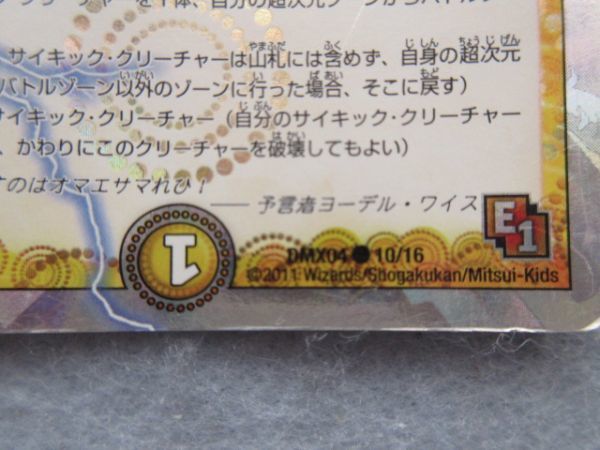 サイキック・クリーチャーは山札には含めず、自身の超次元
バトルゾーン以外のゾーンに行った場合、そこに戻す)
サイキック・クリーチャー(自分のサイキック・クリーチャー
、かわりにこのクリーチャーを破壊してもよい)
すのはオマエサマれひ!
── 予言者ヨーデル・ワイス
E1
1
DMX04 ● 10/16
©2011 Wizards/Shogakukan/Mitsui-Kids